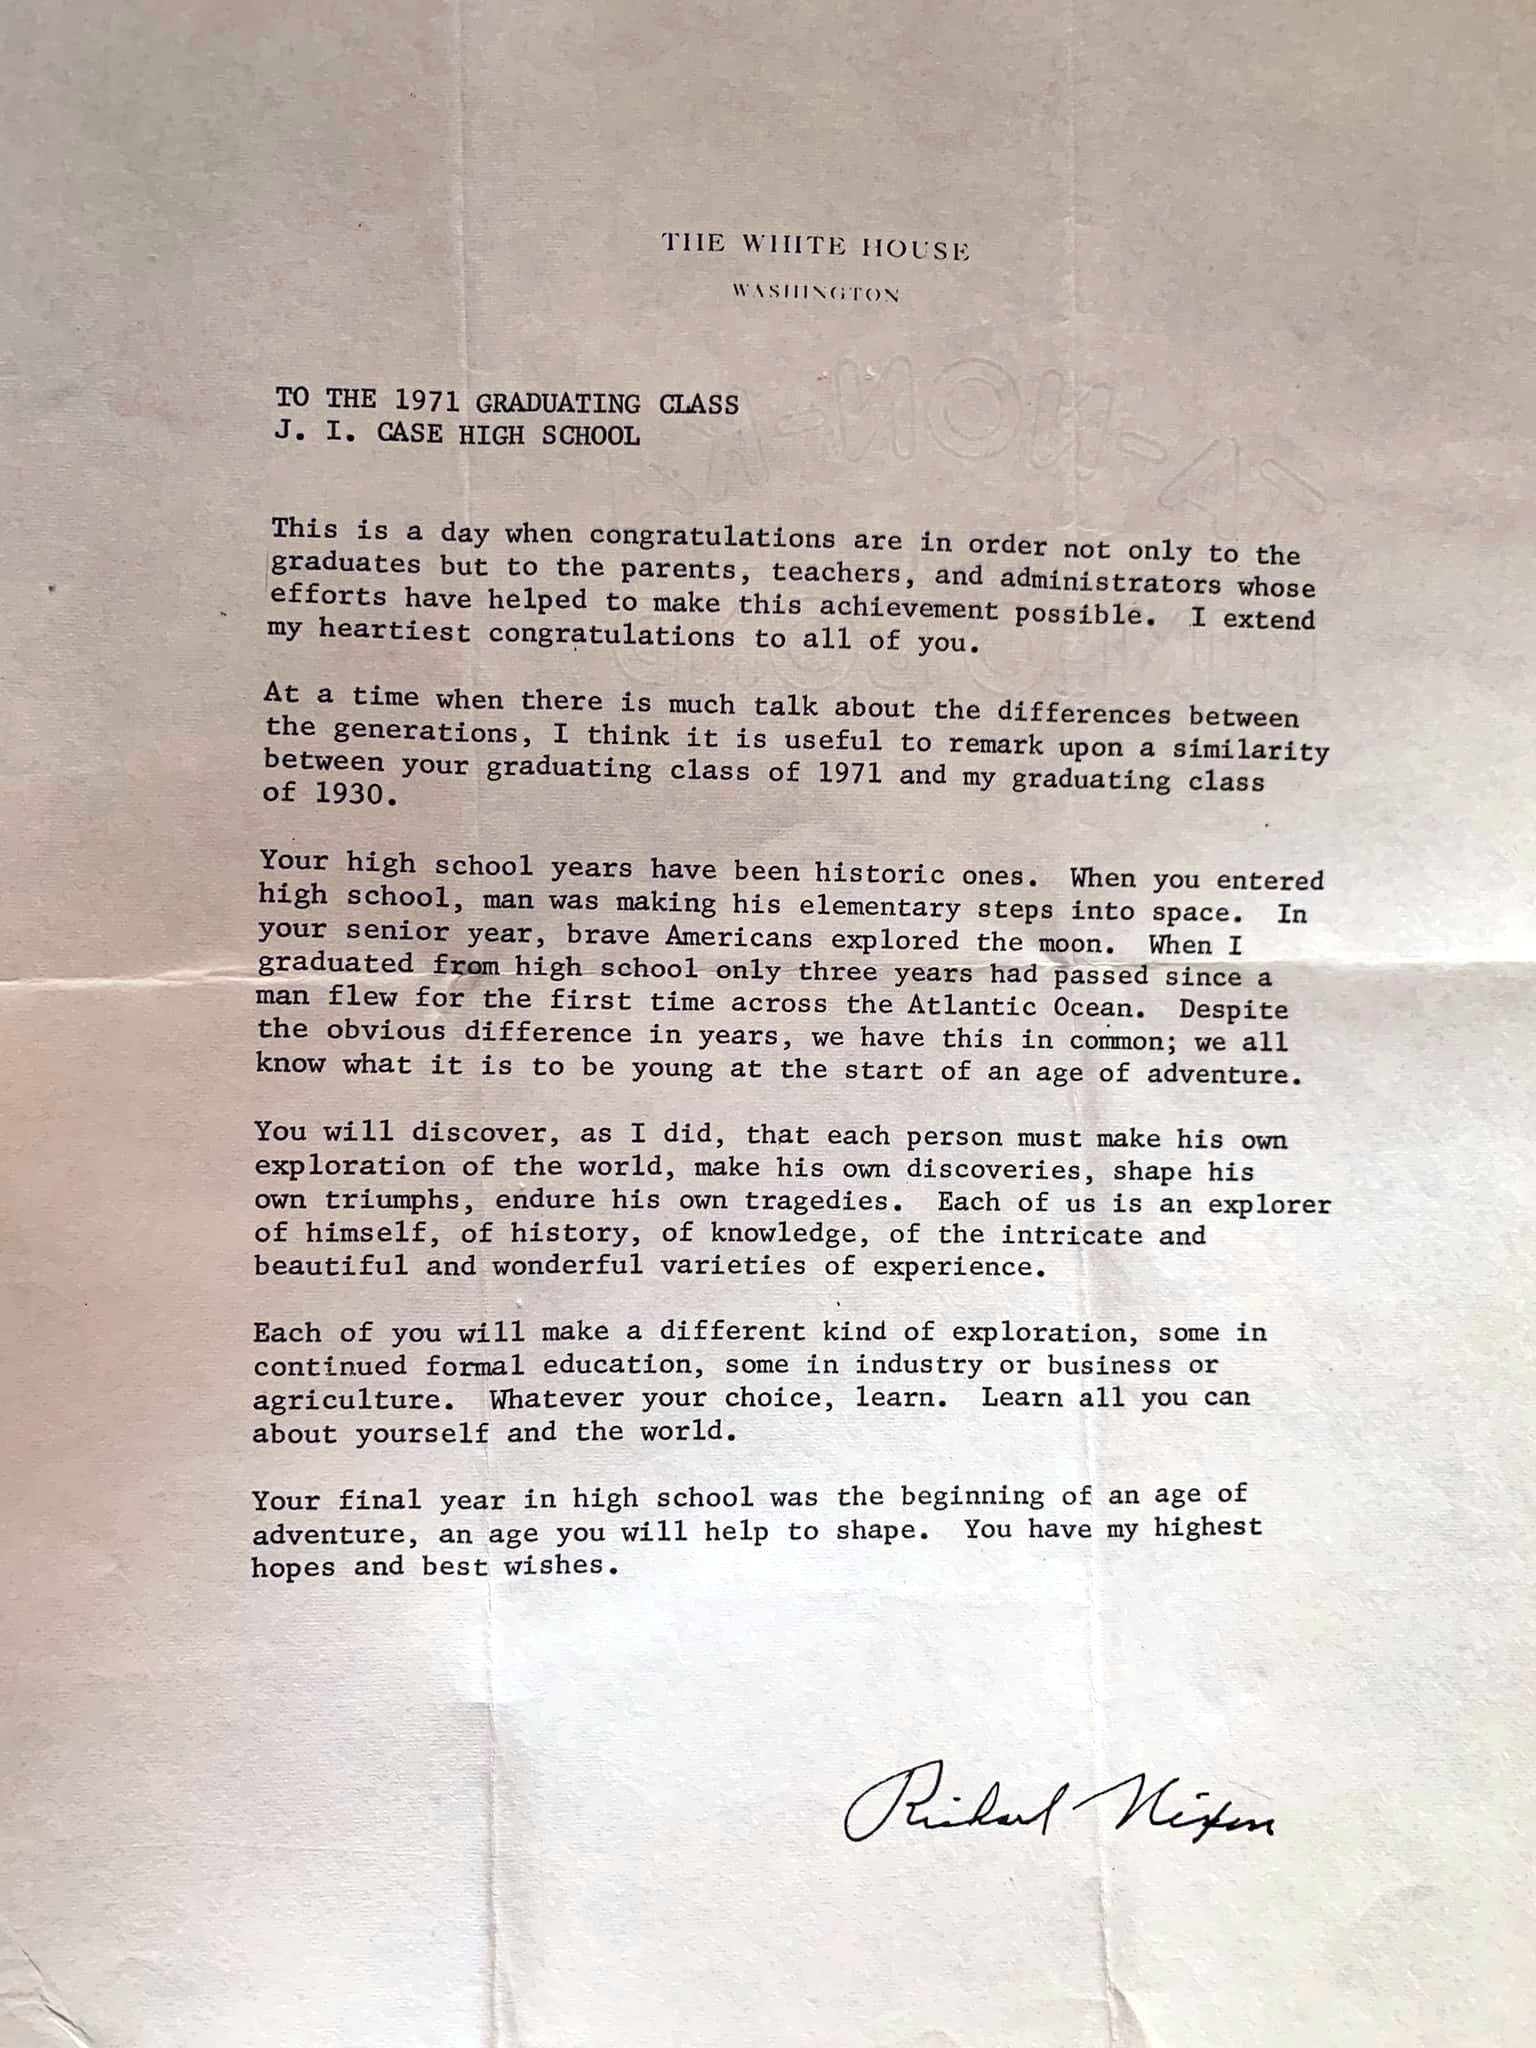 THE WHITE HOUSE
WASHINGTON
TO THE 1971 GRADUATING CLASS
J. I. CASE HIGH SCHOOL
This is a day when congratulations are in order not only to the
graduates but to the parents, teachers, and administrators whose
efforts have helped to make this achievement possible. I extend
my heartiest congratulations to all of you.
At a time when there is much talk about the differences between
the generations, I think it is useful to remark upon a similarity
between your graduating class of 1971 and my graduating class
of 1930.
Your high school years have been historic ones. When you entered
high school, man was making his elementary steps into space. In
your senior year, brave Americans explored the moon. When I
graduated from high school only three years had passed since a
man flew for the first time across the Atlantic Ocean. Despite
the obvious difference in years, we have this in common; we all
know what it is to be young at the start of an age of adventure.
You will discover, as I did, that each person must make his own
exploration of the world, make his own discoveries, shape his
own triumphs, endure his own tragedies. Each of us is an explorer
of himself, of history, of knowledge, of the intricate and
beautiful and wonderful varieties of experience.
Each of you will make a different kind of exploration, some in
continued formal education, some in industry or business or
agriculture. Whatever your choice, learn. Learn all you can
about yourself and the world.
Your final year in high school was the beginning of an age of
adventure, an age you will help to shape. You have my highest
hopes and best wishes.
Richard Nixon